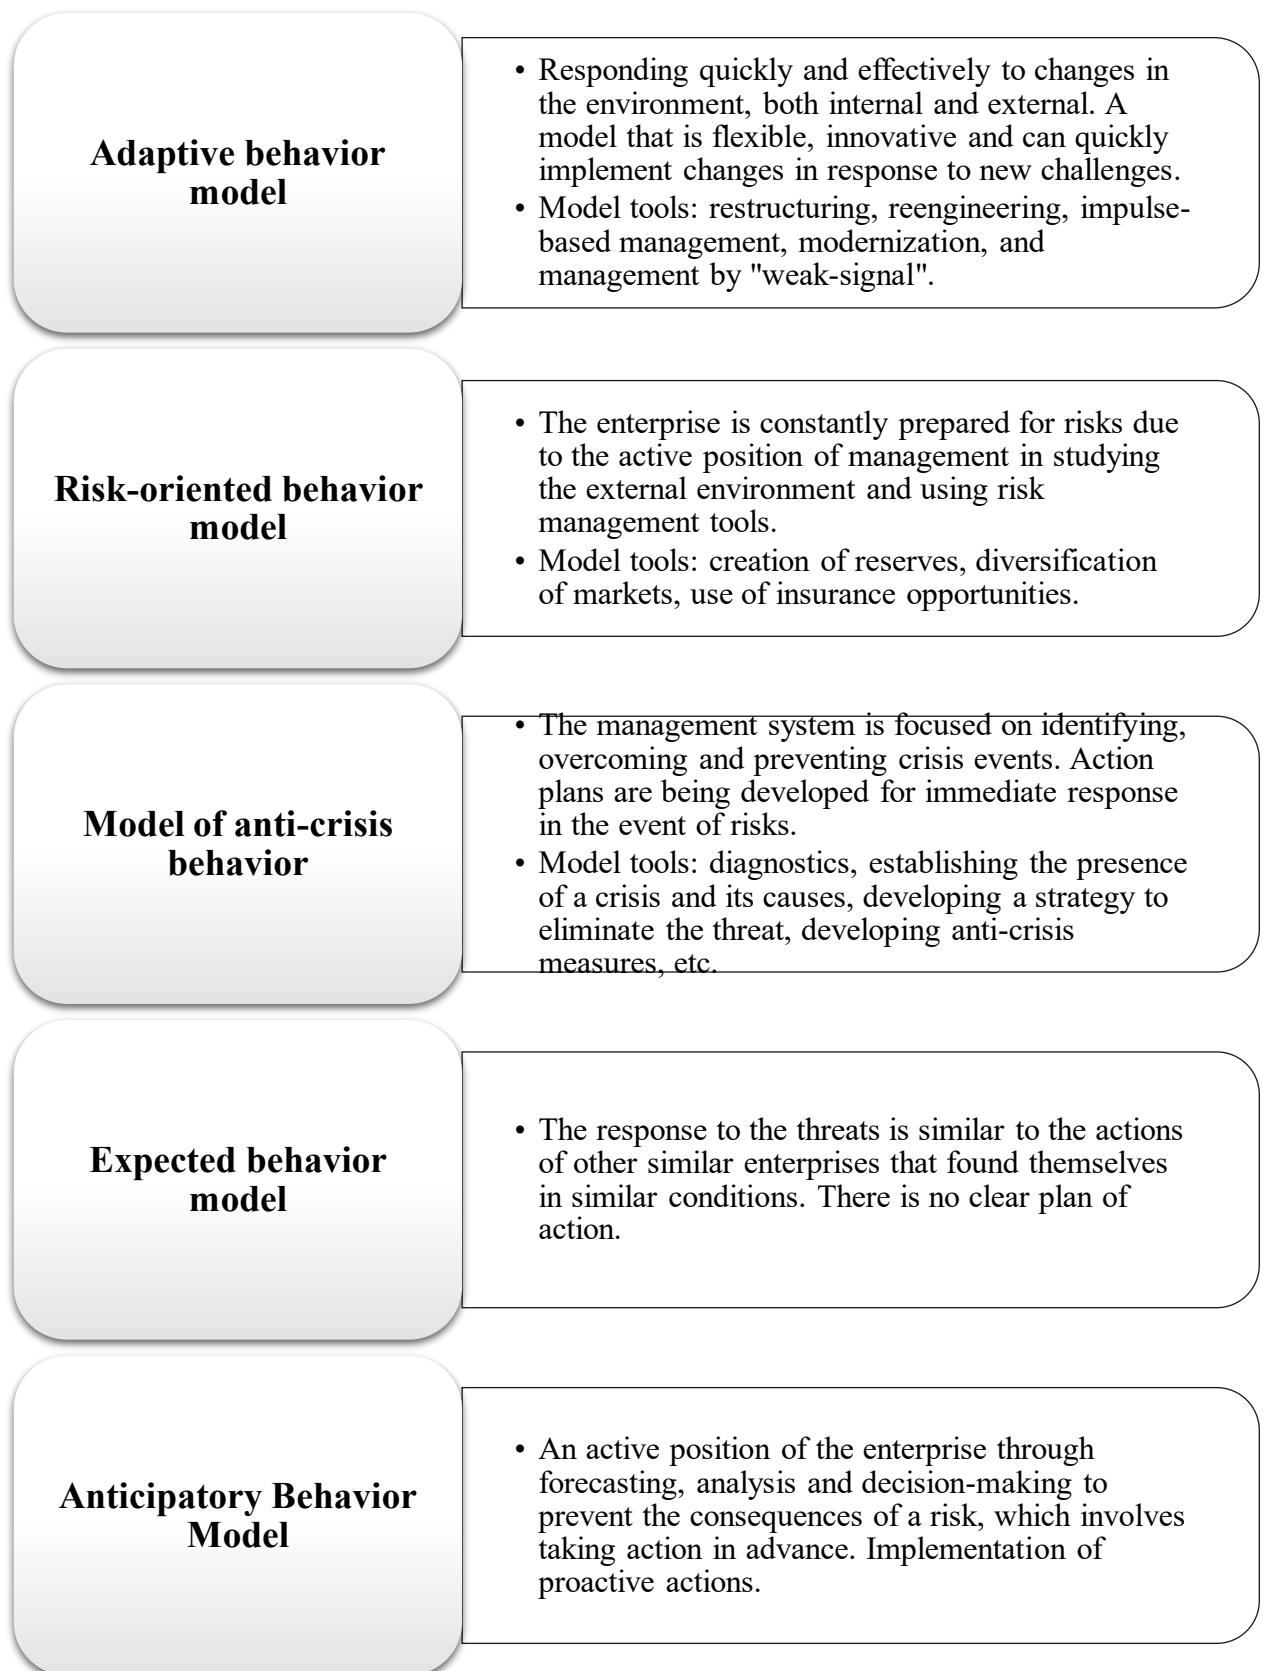 Adaptive behavior
model
• Responding quickly and effectively to changes in
the environment, both internal and external. A
model that is flexible, innovative and can quickly
implement changes in response to new challenges.
• Model tools: restructuring, reengineering, impulse-
based management, modernization, and
management by "weak-signal".
Risk-oriented behavior
model
• The enterprise is constantly prepared for risks due
to the active position of management in studying
the external environment and using risk
management tools.
• Model tools: creation of reserves, diversification
of markets, use of insurance opportunities.
Model of anti-crisis
behavior
• The management system is focused on identifying,
overcoming and preventing crisis events. Action
plans are being developed for immediate response
in the event of risks.
• Model tools: diagnostics, establishing the presence
of a crisis and its causes, developing a strategy to
eliminate the threat, developing anti-crisis
measures, etc.
Expected behavior
model
• The response to the threats is similar to the actions
of other similar enterprises that found themselves
in similar conditions. There is no clear plan of
action.
Anticipatory Behavior
Model
• An active position of the enterprise through
forecasting, analysis and decision-making to
prevent the consequences of a risk, which involves
taking action in advance. Implementation of
proactive actions.